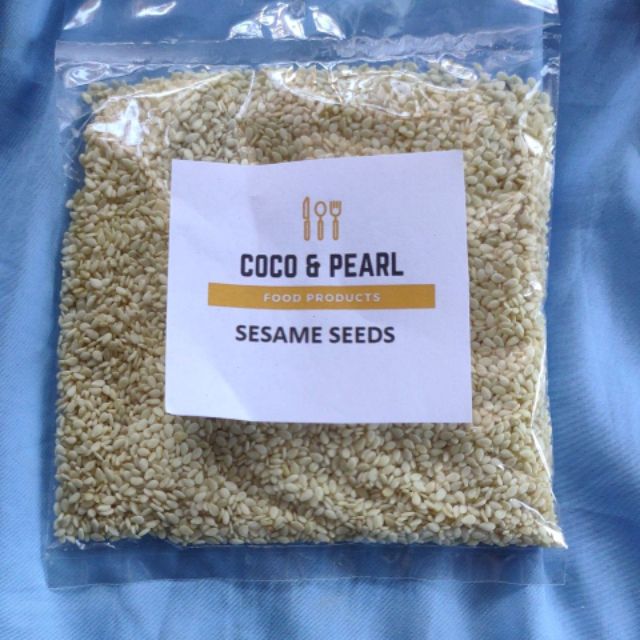 COCO & PEARL
FOOD PRODUCTS
SESAME SEEDS